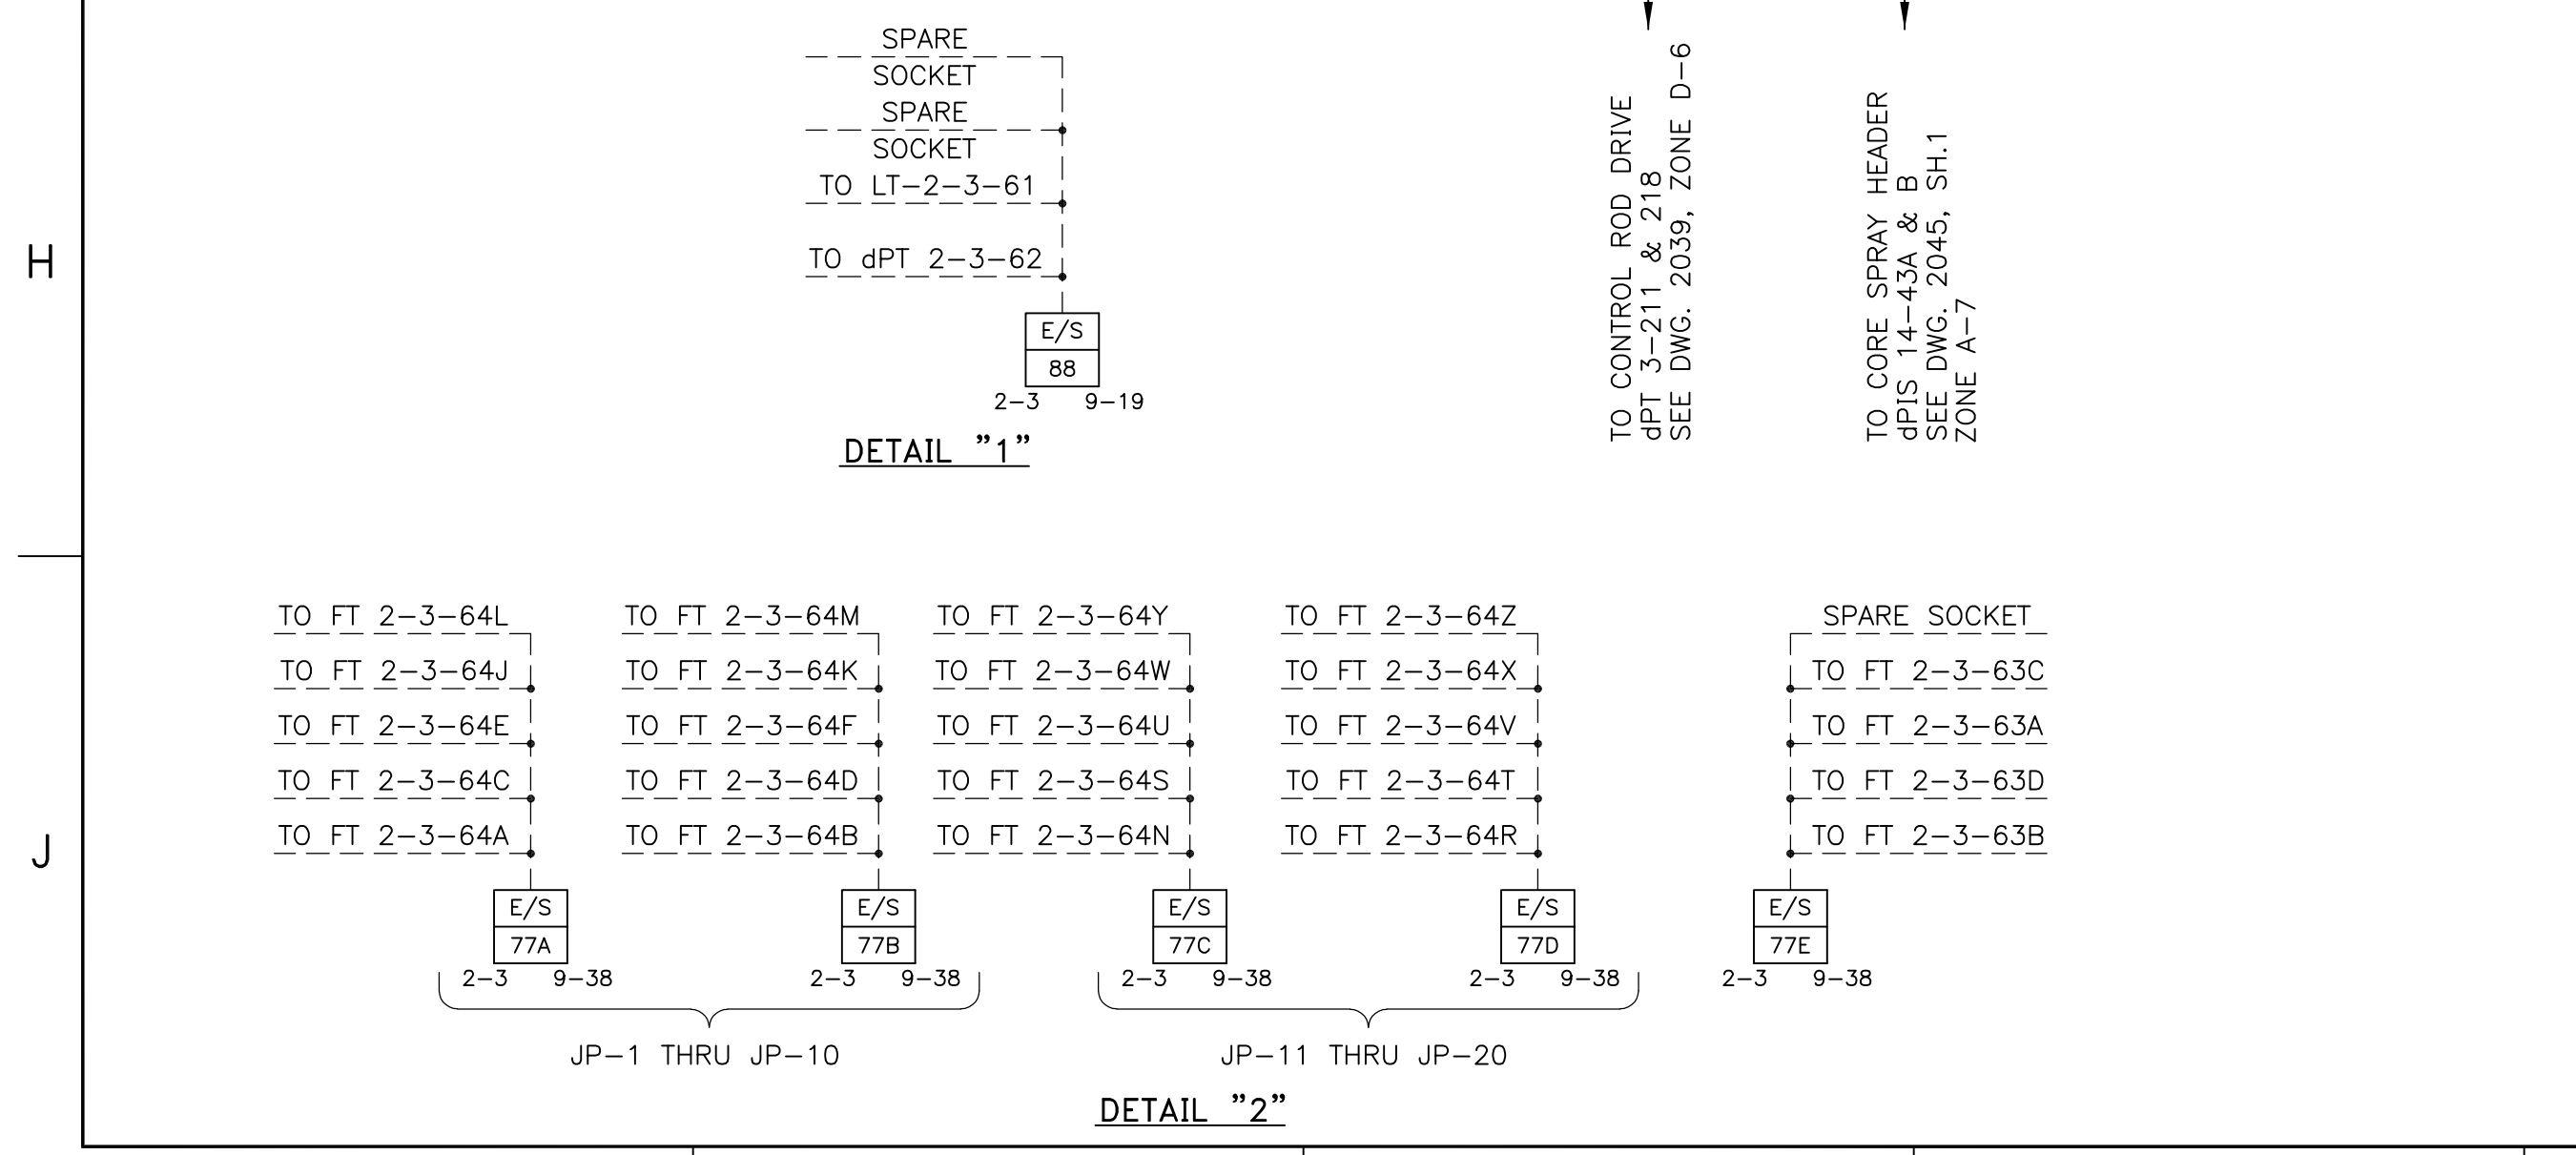 SPARE
SOCKET
SPARE
SOCKET
TO LT-2-3-61
TO dPT 2-3-62
E/S
88
2-3 9-19
DETAIL "1"
TO CONTROL ROD DRIVE
dPT 3-211 & 218
SEE DWG. 2039, ZONE D-6
TO CORE SPRAY HEADER
dPIS 14-43A & B
SEE DWG. 2045, SH.1
ZONE A-7
H
J
TO FT 2-3-64L
TO FT 2-3-64J
TO FT 2-3-64E
TO FT 2-3-64C
TO FT 2-3-64A
E/S
77A
2-3 9-38
TO FT 2-3-64M
TO FT 2-3-64K
TO FT 2-3-64F
TO FT 2-3-64D
TO FT 2-3-64B
E/S
77B
2-3 9-38
JP-1 THRU JP-10
TO FT 2-3-64Y
TO FT 2-3-64W
TO FT 2-3-64U
TO FT 2-3-64S
TO FT 2-3-64N
E/S
77C
2-3 9-38
TO FT 2-3-64Z
TO FT 2-3-64X
TO FT 2-3-64V
TO FT 2-3-64T
TO FT 2-3-64R
E/S
77D
2-3 9-38
JP-11 THRU JP-20
SPARE SOCKET
TO FT 2-3-63C
TO FT 2-3-63A
TO FT 2-3-63D
TO FT 2-3-63B
E/S
77E
2-3 9-38
DETAIL "2"